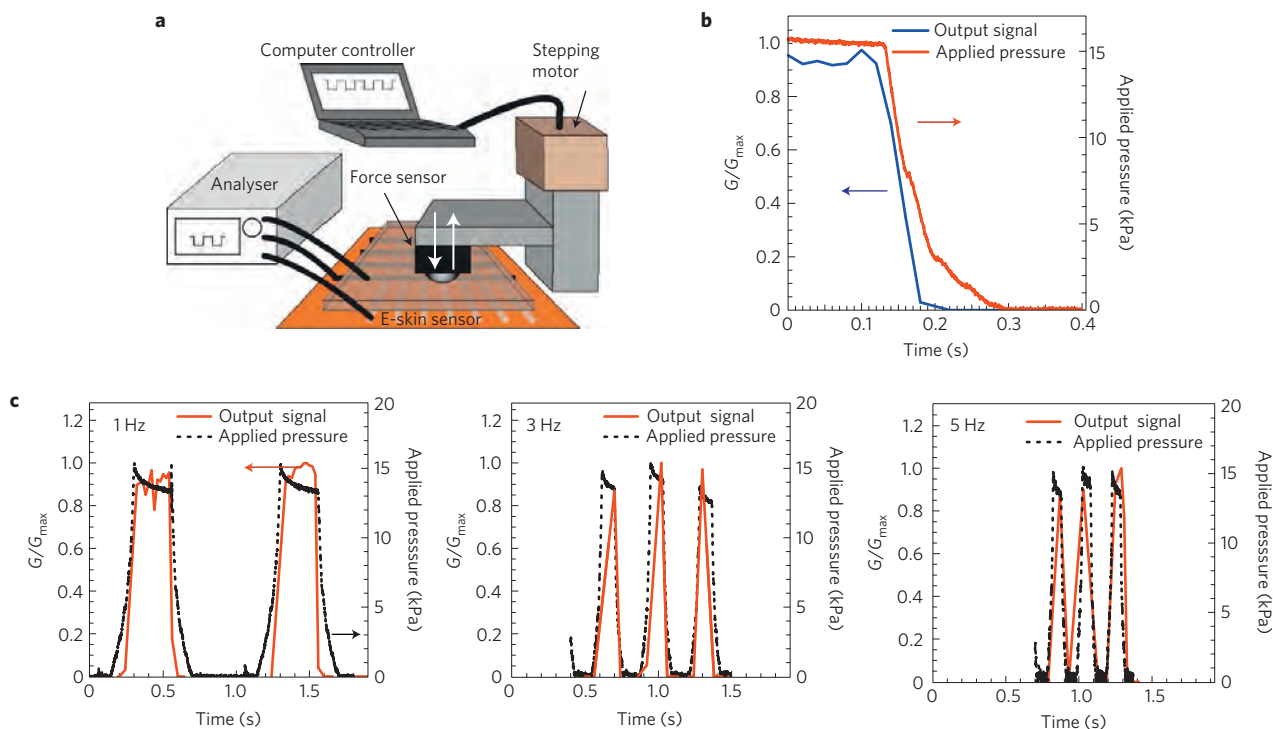 a
Computer controller
Stepping
motor
Analyser
Force sensor
E-skin sensor
b
Output signal
Applied pressure
1.0
0.8
0.6
0.4
0.2
0
G/Gmax
15
10
5
0
Applied pressure (kPa)
0 0.1 0.2 0.3 0.4
Time (s)
c
1 Hz
Output signal
Applied pressure
1.2
1.0
0.8
0.6
0.4
0.2
0
G/Gmax
20
15
10
5
0
Applied pressure (kPa)
0 0.5 1.0 1.5
Time (s)
3 Hz
Output signal
Applied pressure
1.2
1.0
0.8
0.6
0.4
0.2
0
G/Gmax
20
15
10
5
0
Applied pressure (kPa)
0 0.5 1.0 1.5
Time (s)
5 Hz
Output signal
Applied pressure
1.2
1.0
0.8
0.6
0.4
0.2
0
G/Gmax
20
15
10
5
0
Applied pressure (kPa)
0 0.5 1.0 1.5
Time (s)